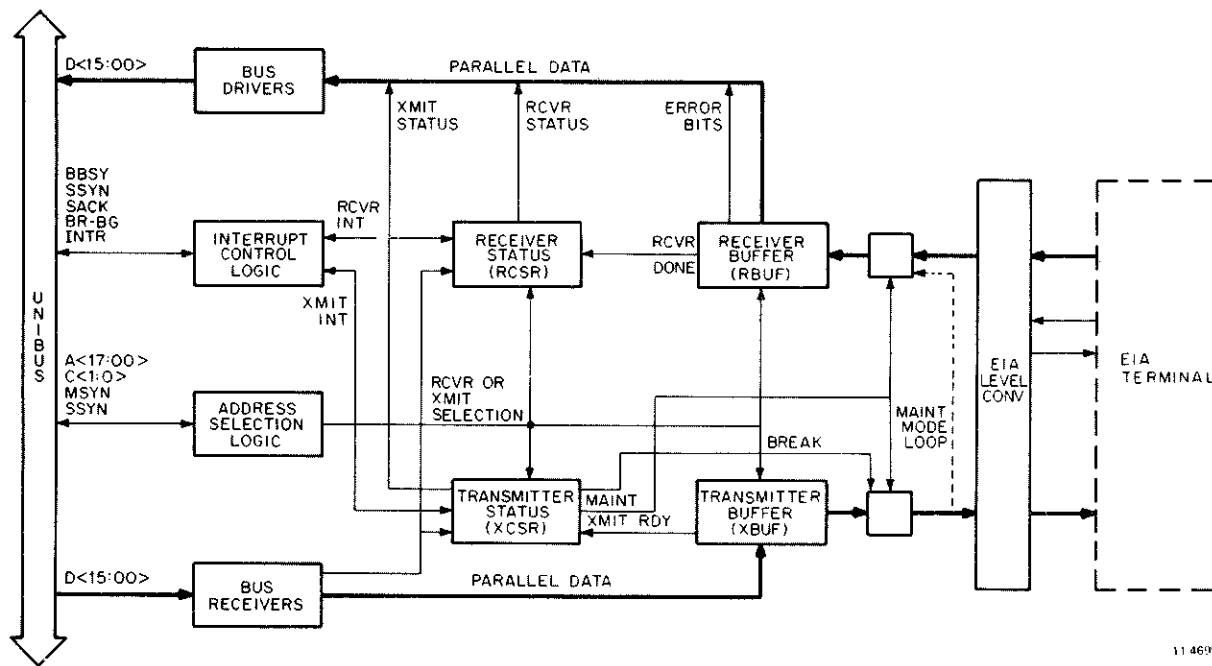 D<15:00>
BUS
DRIVERS
PARALLEL DATA
XMIT
STATUS
RCVR
STATUS
ERROR
BITS
BBSY
SSYN
SACK
BR-BG
INTR
INTERRUPT
CONTROL
LOGIC
RCVR
INT
XMIT
INT
RECEIVER
STATUS
(RCSR)
RCVR
DONE
RECEIVER
BUFFER
(RBUF)
UNIBUS
A<17:00>
C<1:0>
MSYN
SSYN
ADDRESS
SELECTION
LOGIC
RCVR OR
XMIT
SELECTION
MAINT
MODE
LOOP
EIA
LEVEL
CONV
EIA
TERMINAL
BREAK
TRANSMITTER
STATUS
(XCSR)
MAINT
XMIT RDY
TRANSMITTER
BUFFER
(XBUF)
D<15:00>
BUS
RECEIVERS
PARALLEL DATA